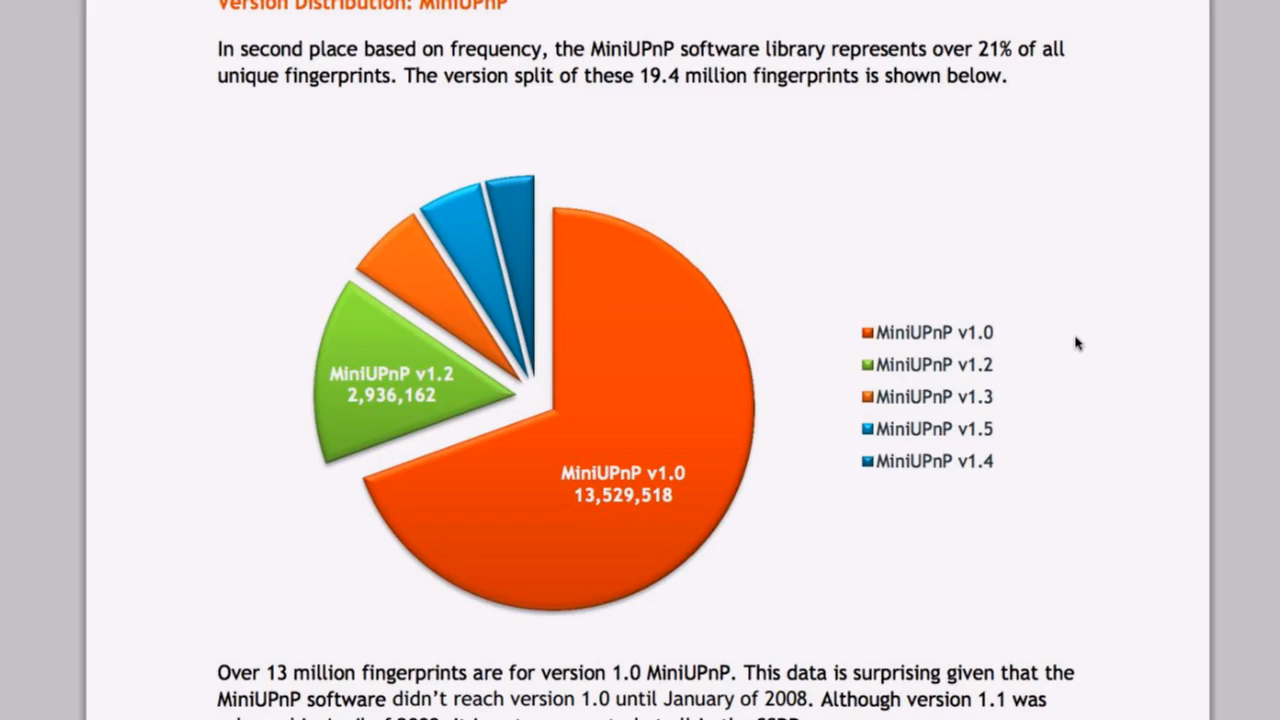 Version Distribution: MiniUPnP
In second place based on frequency, the MiniUPnP software library represents over 21% of all
unique fingerprints. The version split of these 19.4 million fingerprints is shown below.
MiniUPnP v1.2
2,936,162
MiniUPnP v1.0
13,529,518
MiniUPnP v1.0
MiniUPnP v1.2
MiniUPnP v1.3
MiniUPnP v1.5
MiniUPnP v1.4
Over 13 million fingerprints are for version 1.0 MiniUPnP. This data is surprising given that the
MiniUPnP software didn't reach version 1.0 until January of 2008. Although version 1.1 was